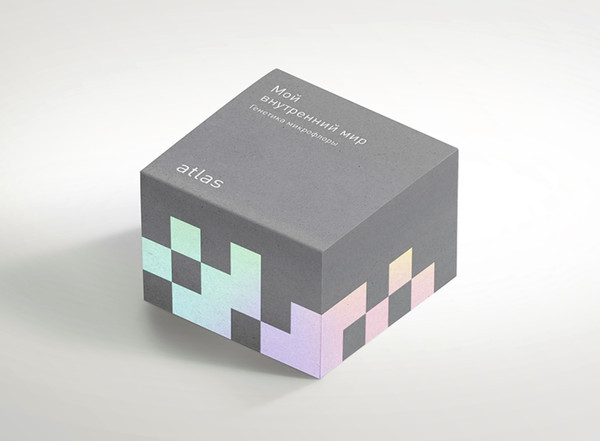 Мой
внутренний мир
Генетика микрофлоры
atlas